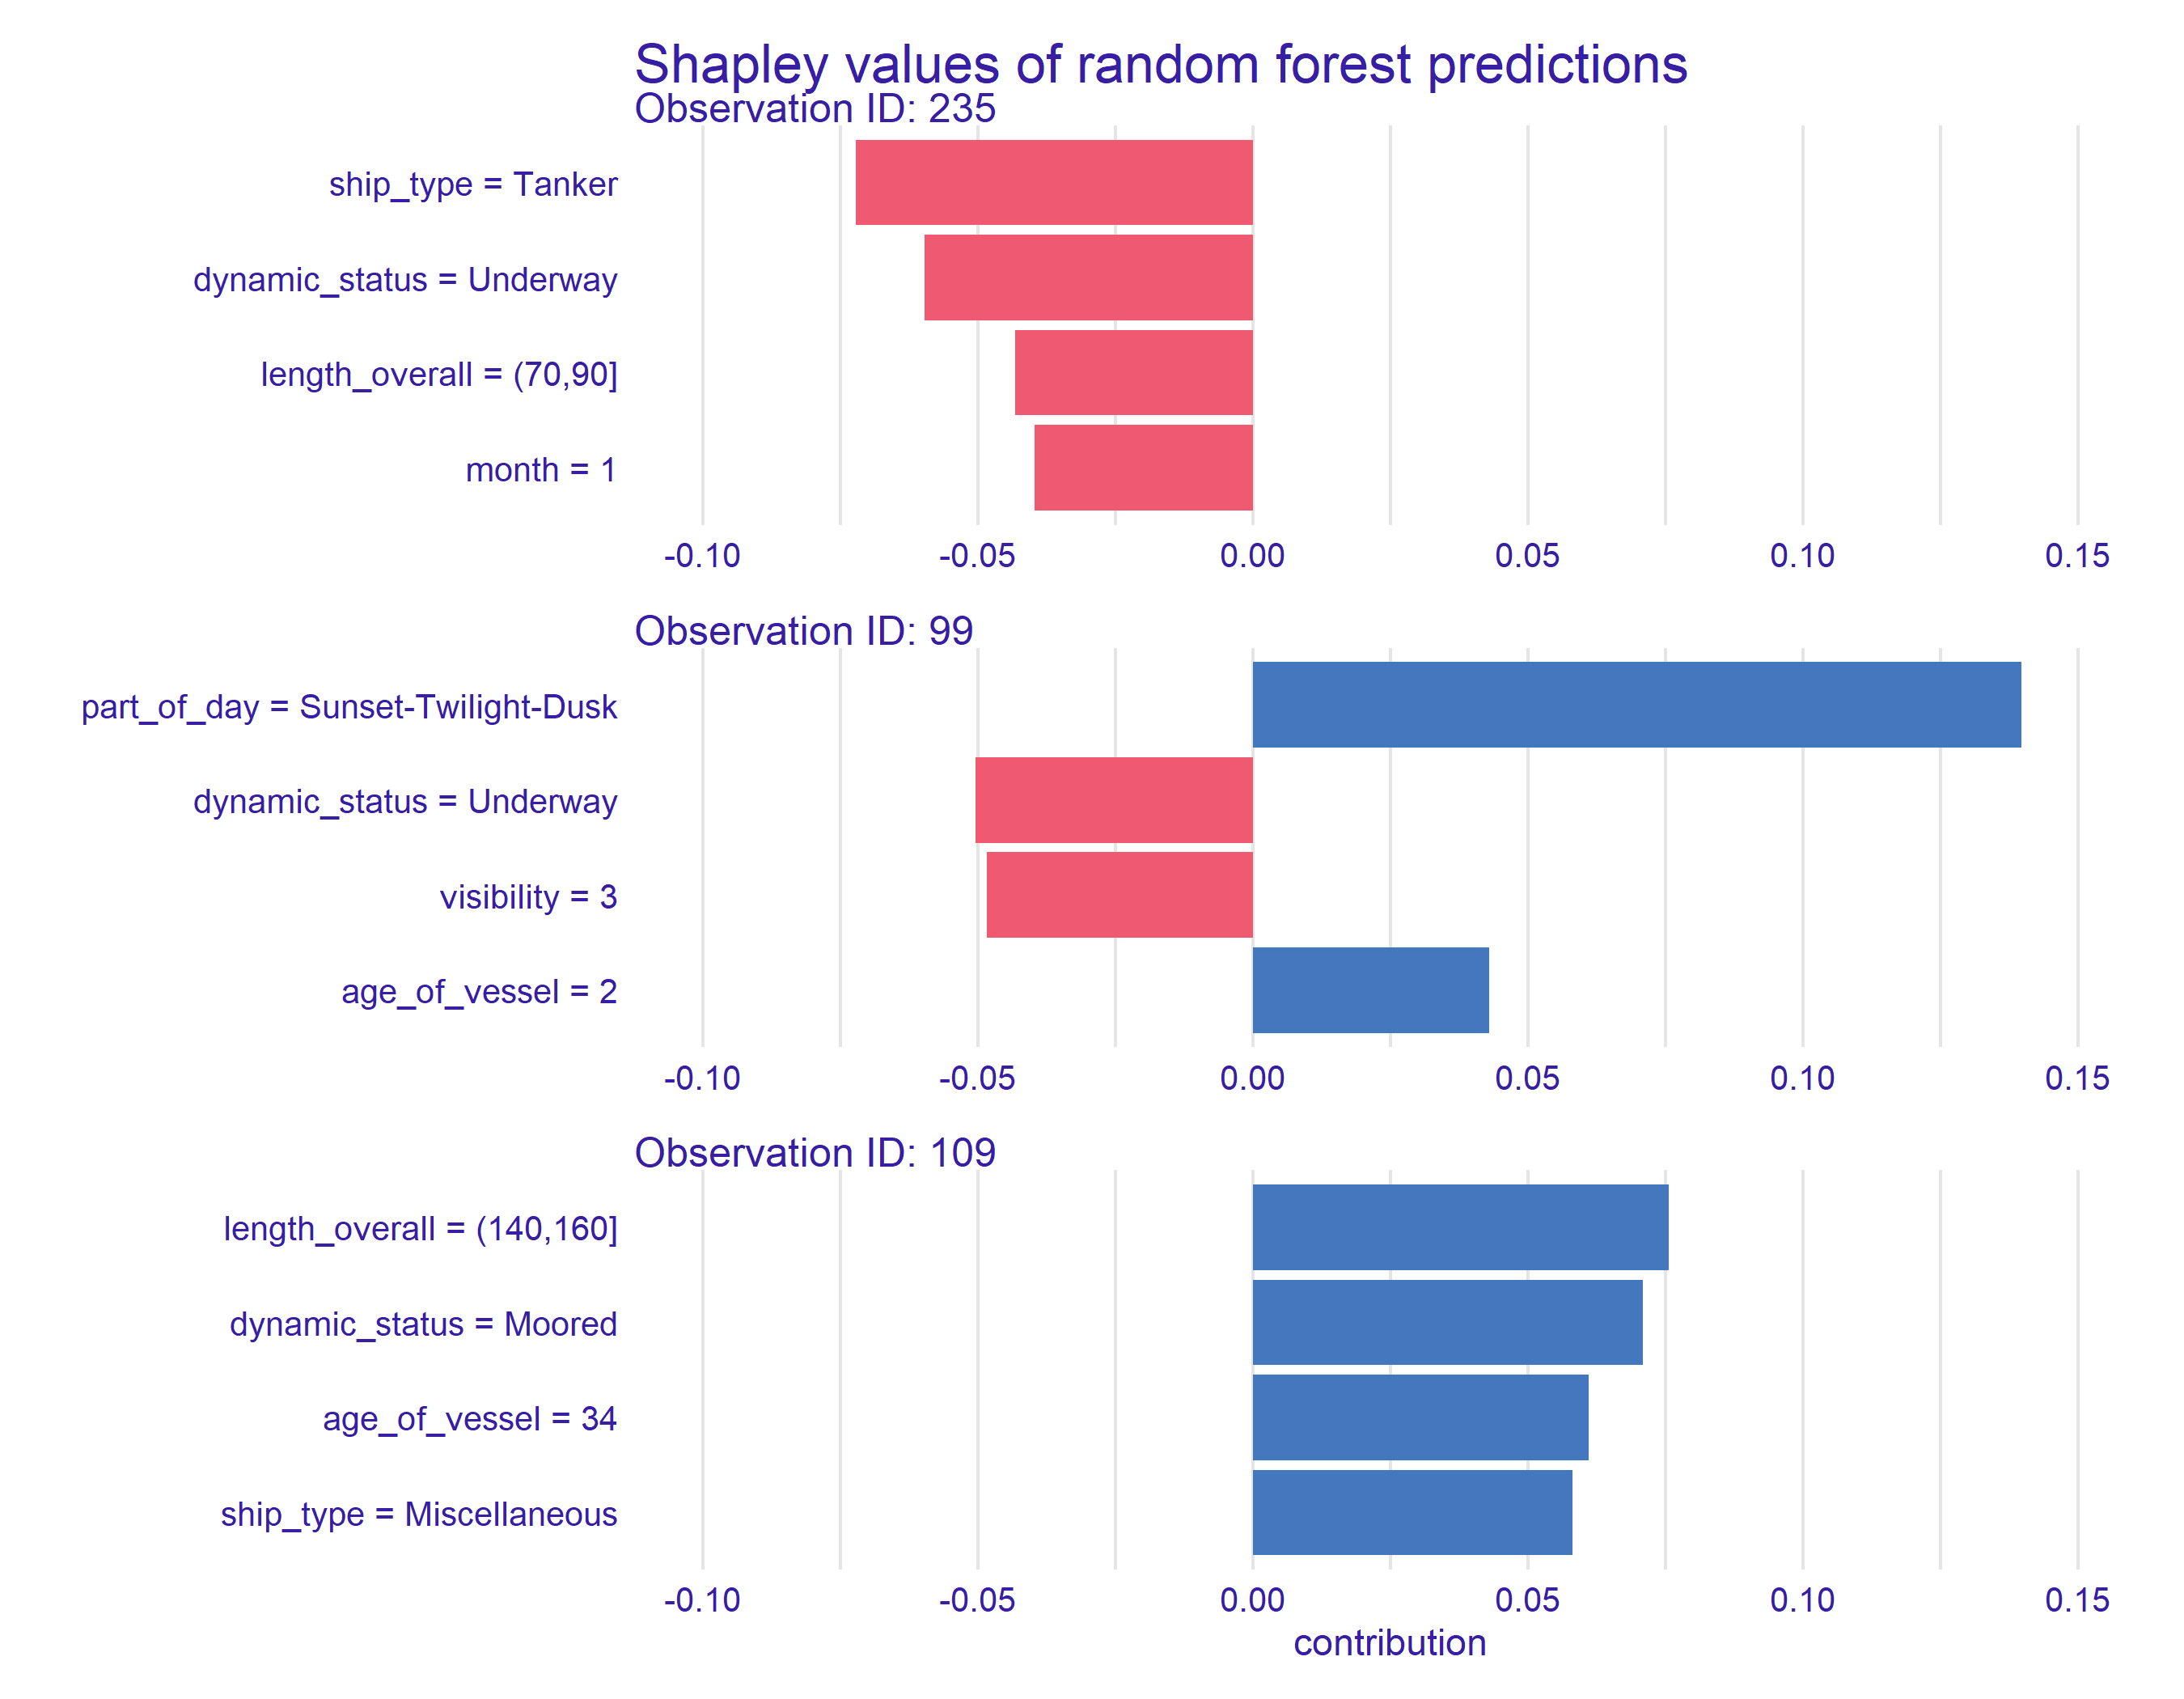 Shapley values of random forest predictions
Observation ID: 235
ship_type = Tanker
dynamic_status = Underway
length_overall = (70,90]
month = 1
-0.10 -0.05 0.00 0.05 0.10 0.15
Observation ID: 99
part_of_day = Sunset-Twilight-Dusk
dynamic_status = Underway
visibility = 3
age_of_vessel = 2
-0.10 -0.05 0.00 0.05 0.10 0.15
Observation ID: 109
length_overall = (140,160]
dynamic_status = Moored
age_of_vessel = 34
ship_type = Miscellaneous
-0.10 -0.05 0.00 0.05 0.10 0.15
contribution